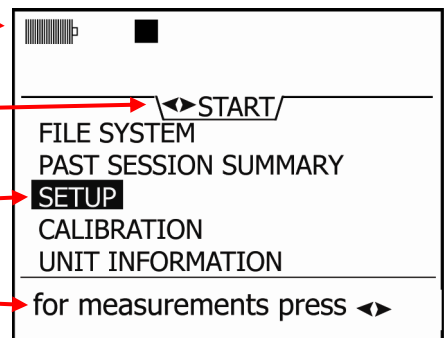 ◄►START
FILE SYSTEM
PAST SESSION SUMMARY
SETUP
CALIBRATION
UNIT INFORMATION
for measurements press ◄►